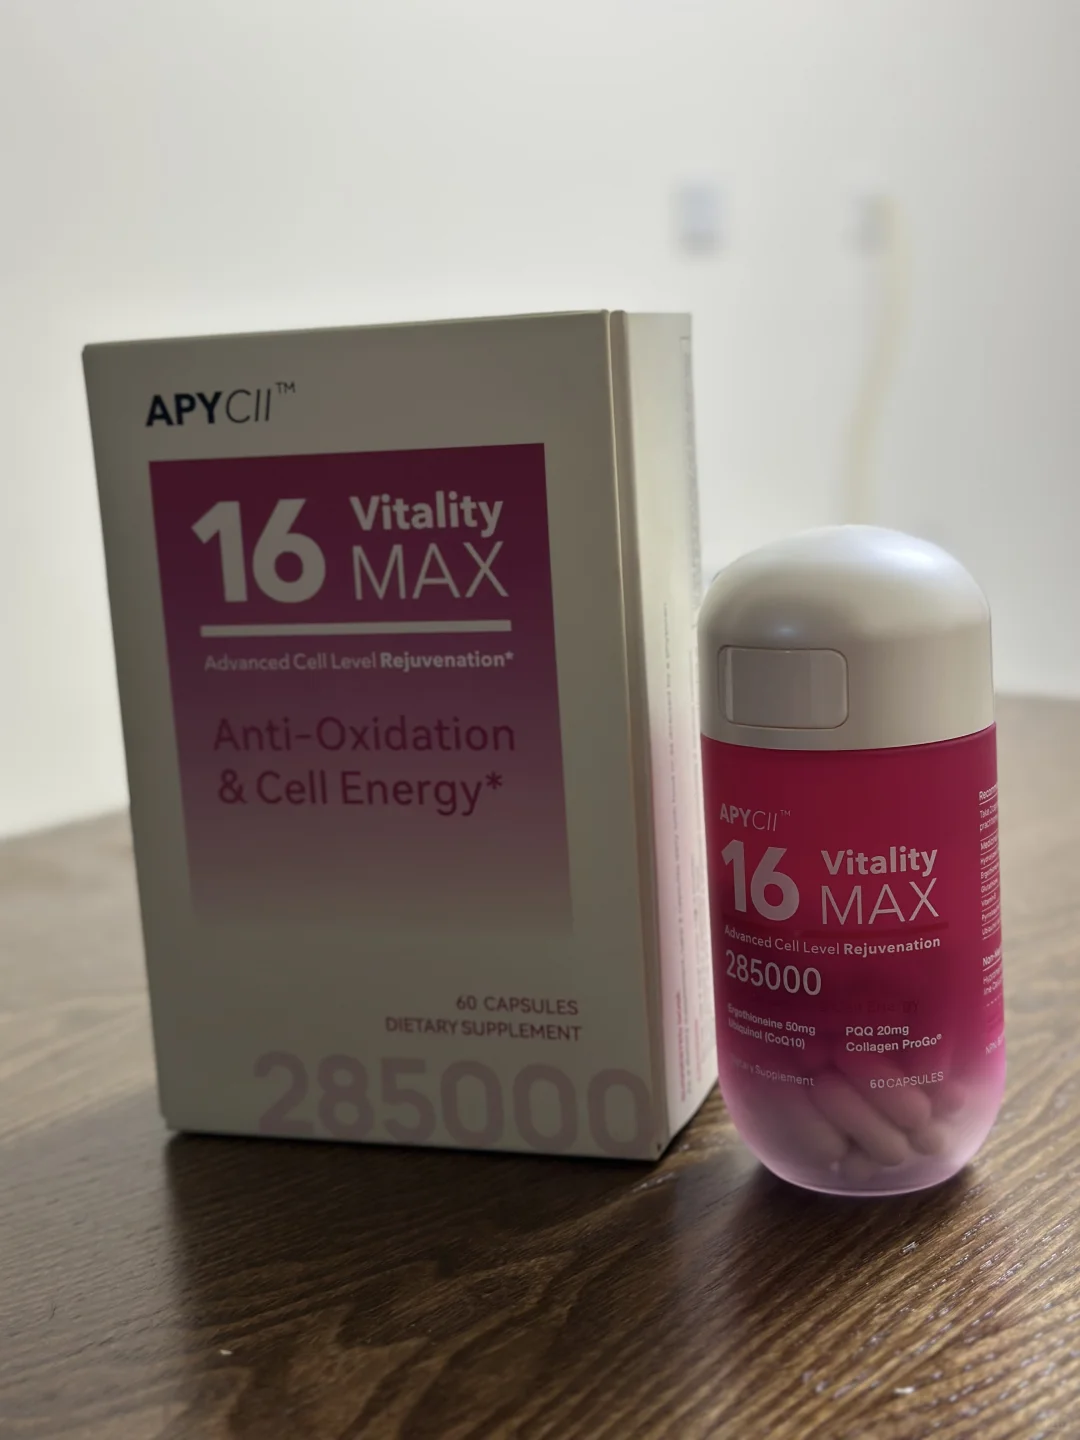 APYCII™
16 Vitality
MAX
Advanced Cell Level Rejuvenation*
Anti-Oxidation
& Cell Energy*
60 CAPSULES
DIETARY SUPPLEMENT
285000
APYCII™
16 Vitality
MAX
Advanced Cell Level Rejuvenation
285000
Ergothioneine 50mg
Ubiquinol (CoQ10)
PQQ 20mg
Collagen ProGo®
Supplement
60 CAPSULES